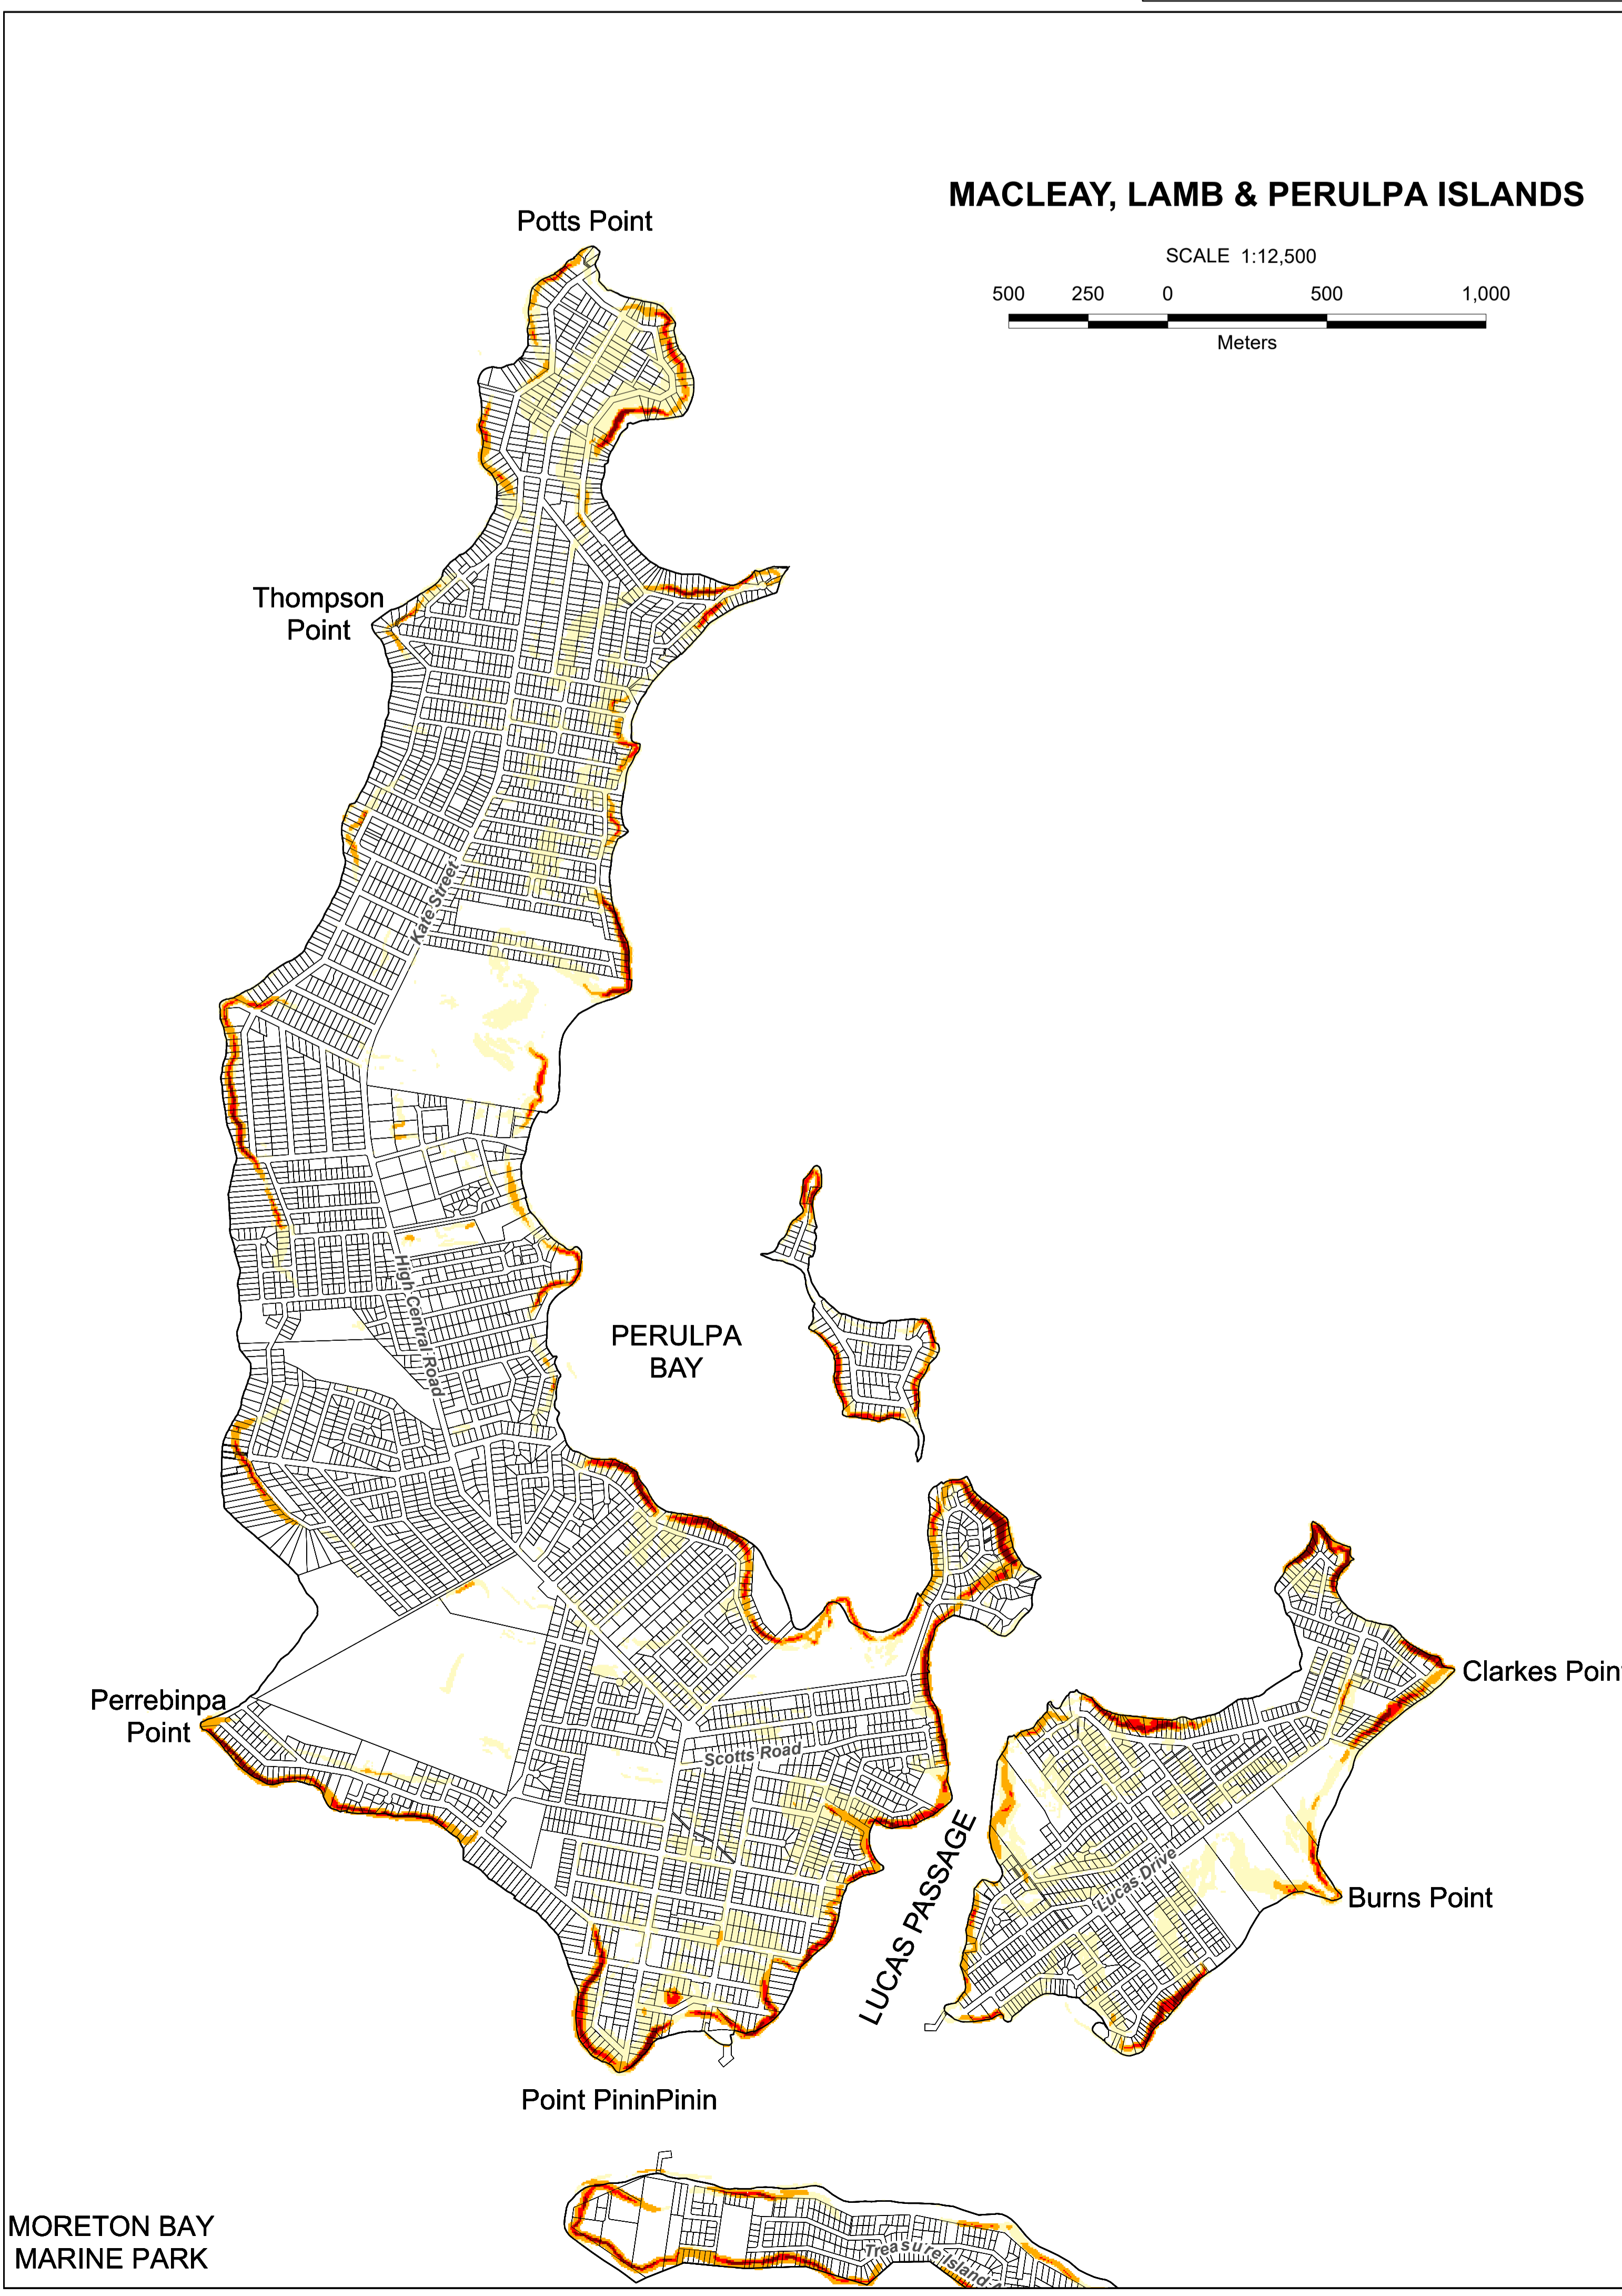 MACLEAY, LAMB & PERULPA ISLANDS
SCALE 1:12,500
500 250 0 500 1,000
Meters
Potts Point
Thompson
Point
Kate Street
High Central Road
PERULPA
BAY
Clarkes Poin
Perrebinpa
Point
Scotts Road
LUCAS PASSAGE
Lucas Drive
Burns Point
Point PininPinin
MORETON BAY
MARINE PARK
Treasure Island